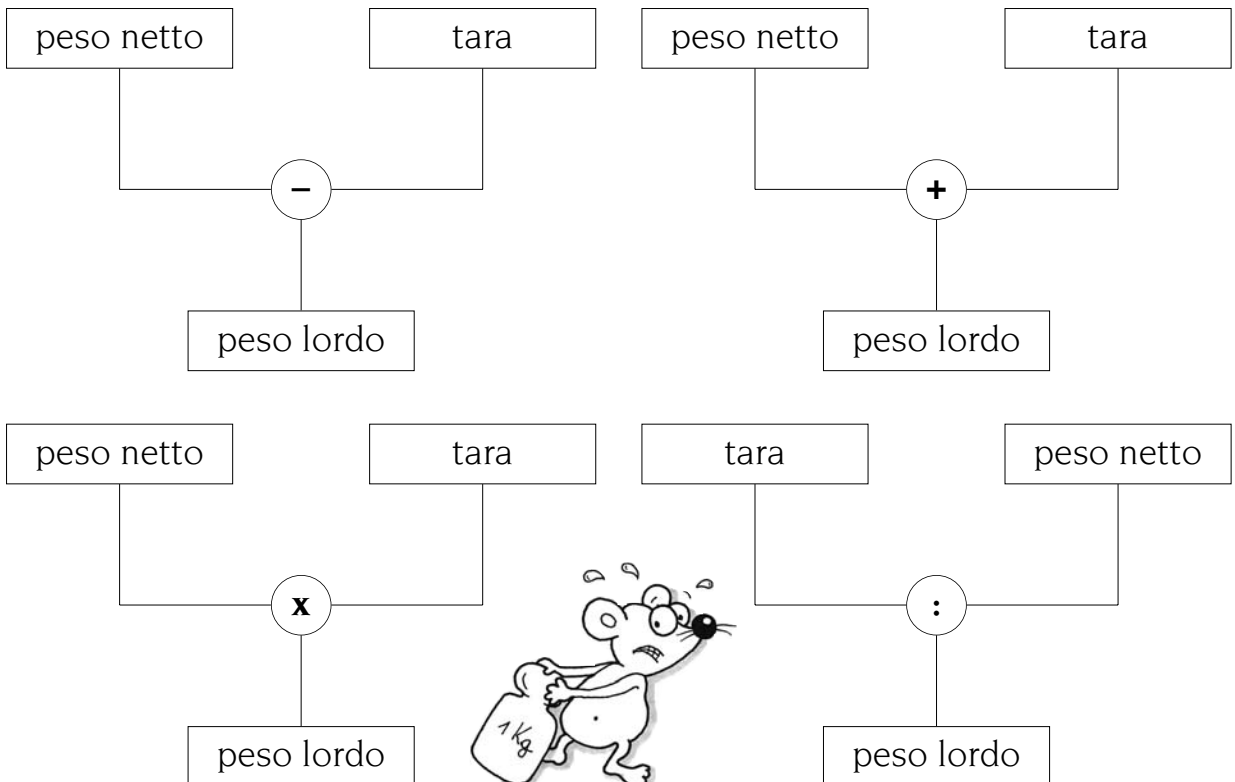 peso netto
tara
peso netto
tara
–
+
peso lordo
peso lordo
peso netto
tara
tara
peso netto
x
:
1 Kg
peso lordo
peso lordo